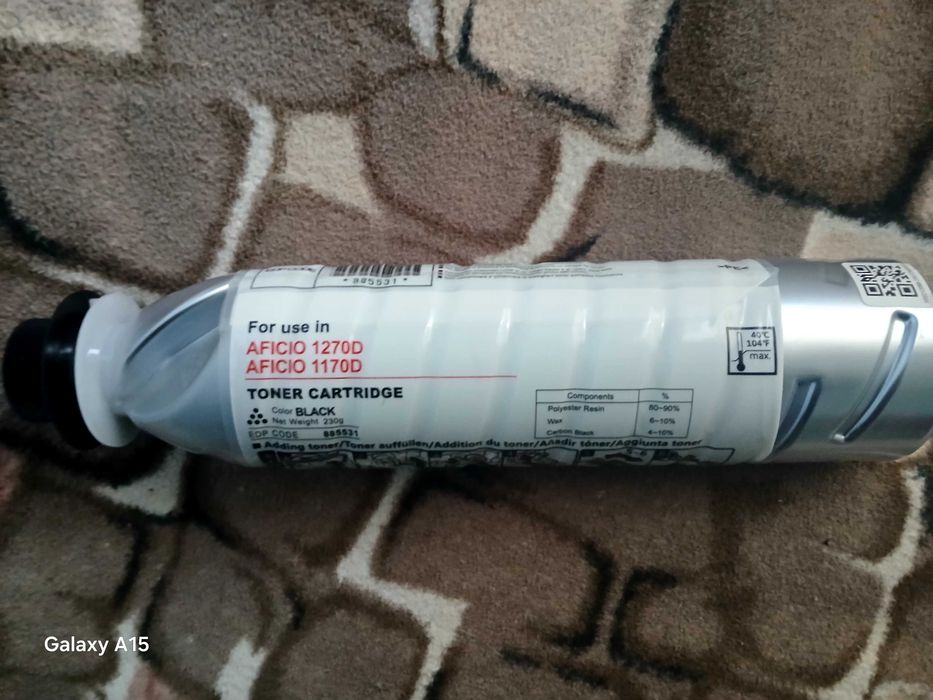 * 885531 *
For use in
AFICIO 1270D
AFICIO 1170D
TONER CARTRIDGE
Color BLACK
Net Weight 230g
EDP CODE 885531
■ Adding toner/Toner auffüllen/Addition du toner/Añadir tóner/Aggiunta toner
Components %
Polyester Resin 80~90%
Wax 6~10%
Carbon Black 4~10%
40°C
104°F
max.
Galaxy A15